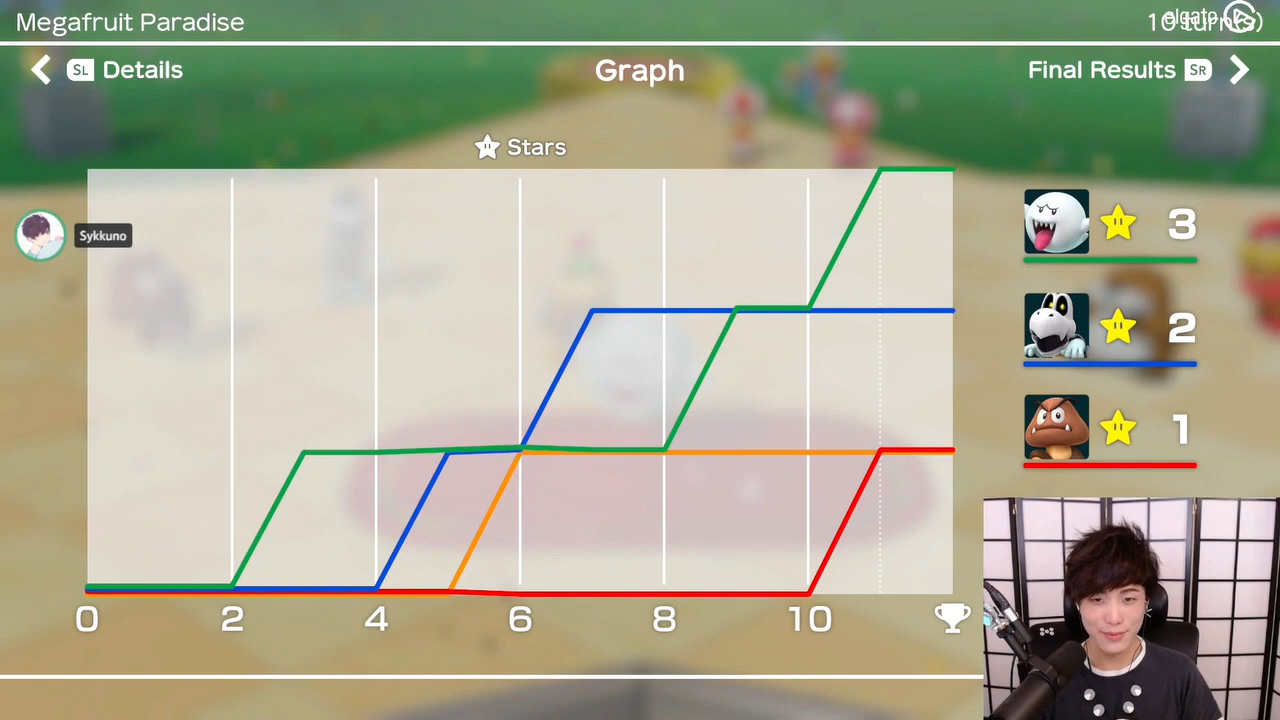 Megafruit Paradise
10 turn(s)
elgato
SL Details
Graph
Final Results SR
Stars
Sykkuno
3
2
1
0 2 4 6 8 10